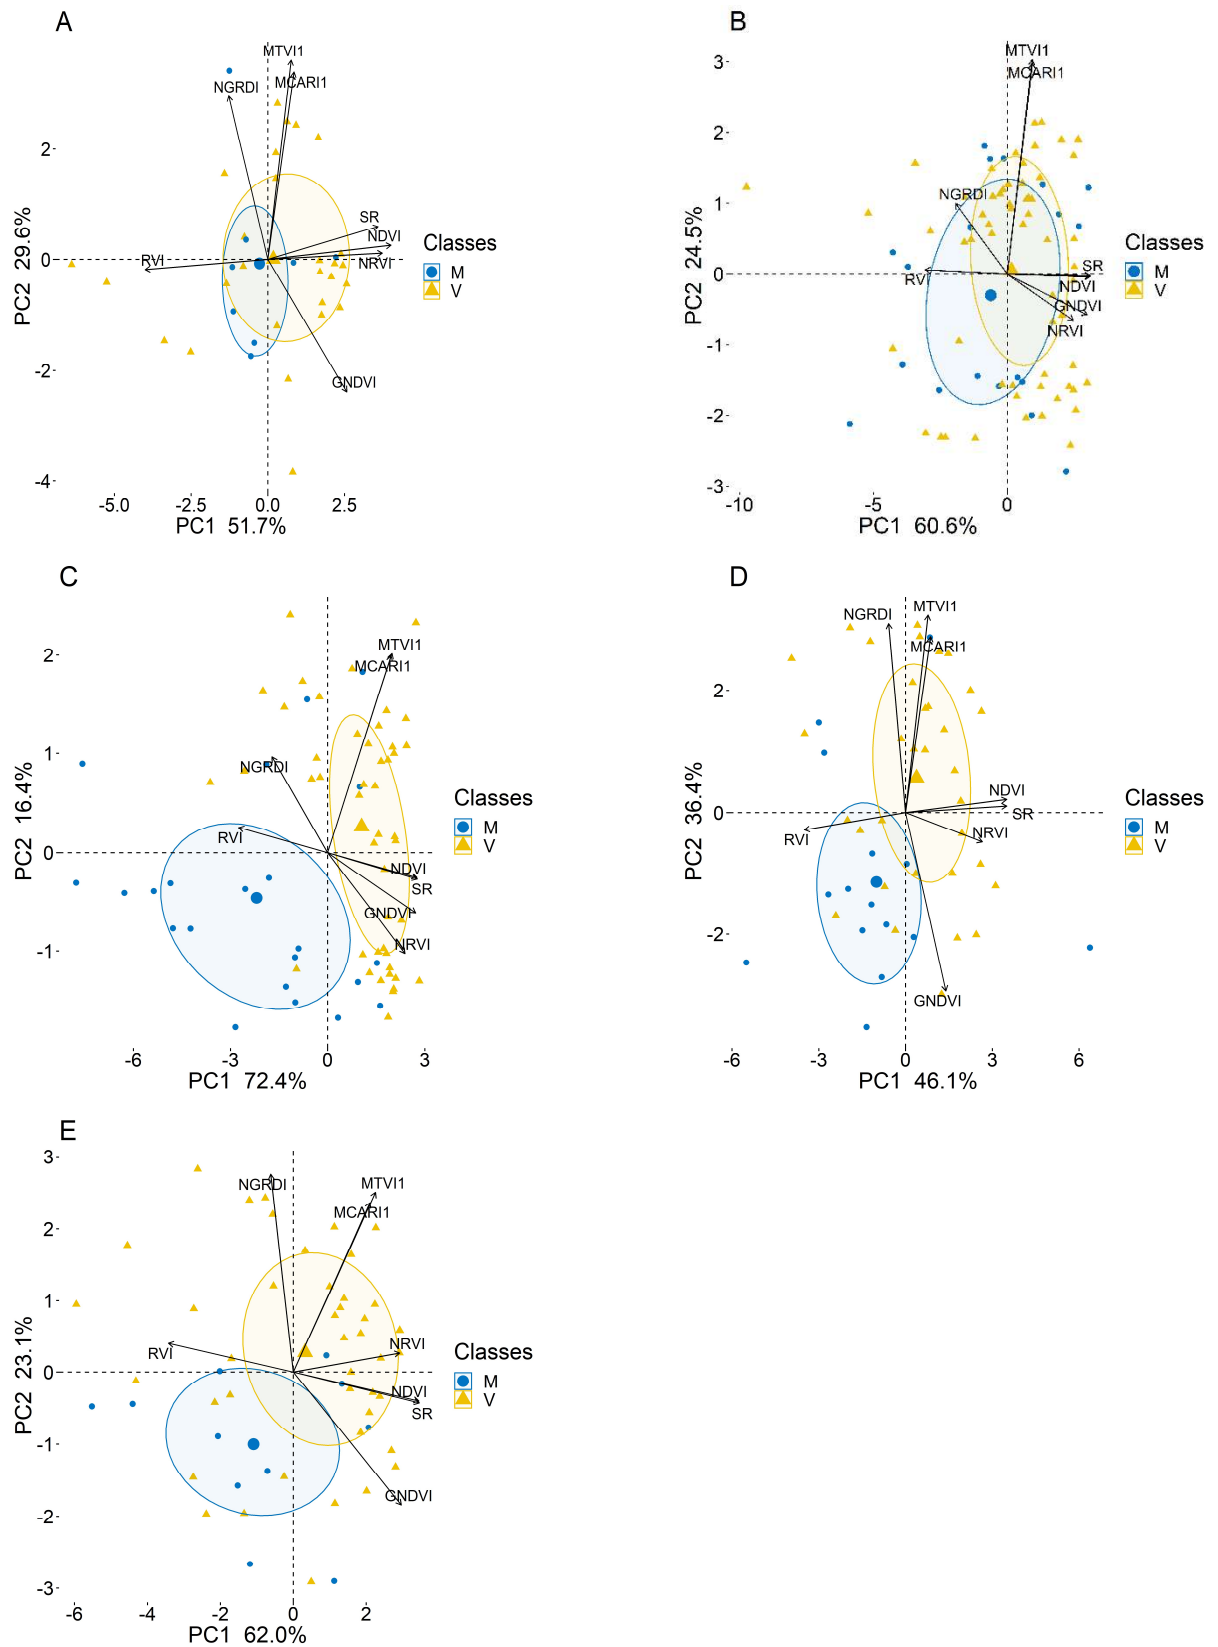 A
MTVI1
NGRDI
MCARI1
2
SR
NDVI
0
RVI
NRVI
-2
GNDVI
-4
-5.0 -2.5 0.0 2.5
PC1 51.7%
PC2 29.6%
Classes
M
V
B
MTVI1
3
MCARI1
2
NGRDI
1
0
RVI
SR
NDVI
GNDVI
NRVI
-1
-2
-3
-10 -5 0
PC1 60.6%
PC2 24.5%
Classes
M
V
C
MTVI1
2
MCARI1
1
NGRDI
RVI
0
NDVI
SR
GNDVI
NRVI
-1
-6 -3 0 3
PC1 72.4%
PC2 16.4%
Classes
M
V
D
NGRDI
MTVI1
MCARI1
2
NDVI
SR
0
RVI
NRVI
-2
GNDVI
-6 -3 0 3 6
PC1 46.1%
PC2 36.4%
Classes
M
V
E
3
NGRDI
MTVI1
MCARI1
2
1
RVI
NRVI
0
NDVI
SR
-1
GNDVI
-2
-3
-6 -4 -2 0 2
PC1 62.0%
PC2 23.1%
Classes
M
V